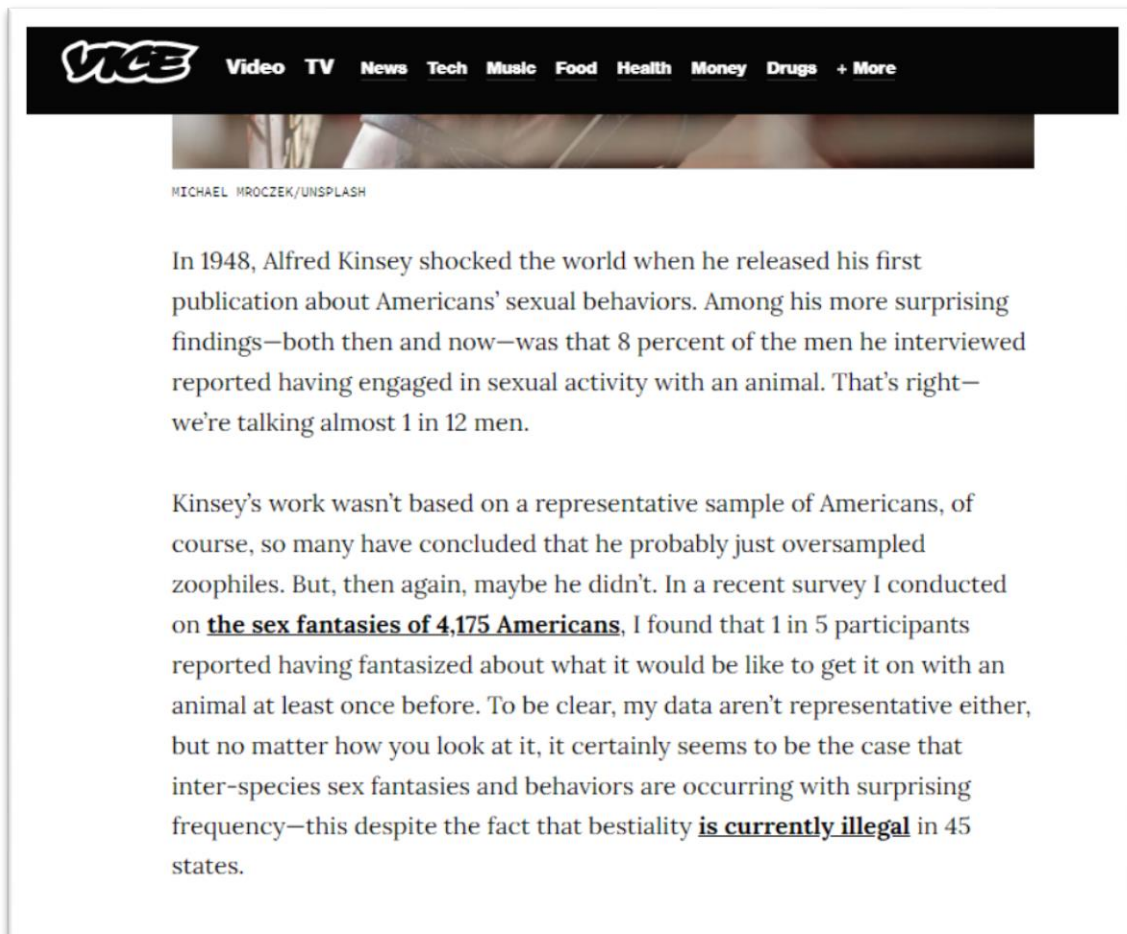 VICE Video TV News Tech Music Food Health Money Drugs + More
MICHAEL MROCZEK/UNSPLASH
In 1948, Alfred Kinsey shocked the world when he released his first
publication about Americans’ sexual behaviors. Among his more surprising
findings—both then and now—was that 8 percent of the men he interviewed
reported having engaged in sexual activity with an animal. That’s right—
we’re talking almost 1 in 12 men.
Kinsey’s work wasn’t based on a representative sample of Americans, of
course, so many have concluded that he probably just oversampled
zoophiles. But, then again, maybe he didn’t. In a recent survey I conducted
on the sex fantasies of 4,175 Americans, I found that 1 in 5 participants
reported having fantasized about what it would be like to get it on with an
animal at least once before. To be clear, my data aren’t representative either,
but no matter how you look at it, it certainly seems to be the case that
inter-species sex fantasies and behaviors are occurring with surprising
frequency—this despite the fact that bestiality is currently illegal in 45
states.